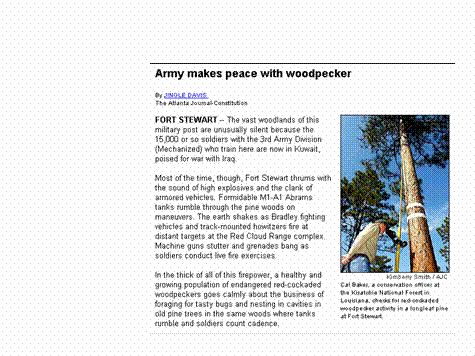 Army makes peace with woodpecker
By JINGLE DAVIS
The Atlanta Journal-Constitution
FORT STEWART -- The vast woodlands of this
military post are unusually silent because the
15,000 or so soldiers with the 3rd Army Division
(Mechanized) who train here are now in Kuwait,
poised for war with Iraq.
Most of the time, though, Fort Stewart thrums with
the sound of high explosives and the clank of
armored vehicles. Formidable M1-A1 Abrams
tanks rumble through the pine woods on
maneuvers. The earth shakes as Bradley fighting
vehicles and track-mounted howitzers fire at
distant targets at the Red Cloud Range complex.
Machine guns stutter and grenades bang as
soldiers conduct live fire exercises.
In the thick of all of this firepower, a healthy and
growing population of endangered red-cockaded
woodpeckers goes calmly about the business of
foraging for tasty bugs and nesting in cavities in
old pine trees in the same woods where tanks
rumble and soldiers count cadence.
Kimberly Smith / AJC
Cal Baker, a conservation officer at
the Kisatchie National Forest in
Louisiana, checks for red-cockaded
woodpecker activity in a longleaf pine
at Fort Stewart.